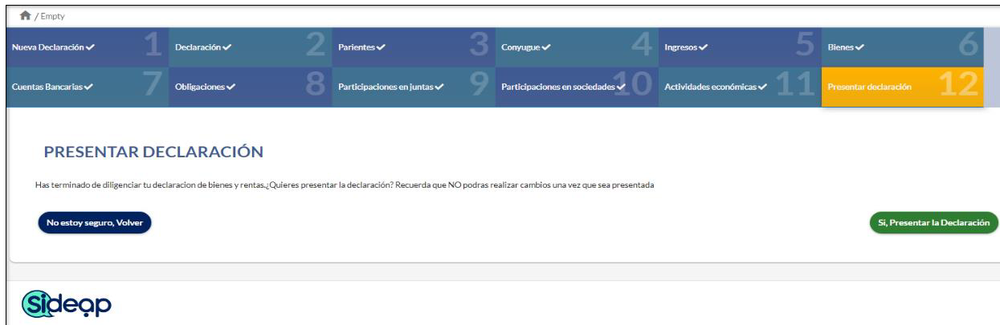 / Empty
Nueva Declaración ✓ 1 Declaración ✓ 2 Parientes ✓ 3 Conyugue ✓ 4 Ingresos ✓ 5 Bienes ✓ 6
Cuentas Bancarias ✓ 7 Obligaciones ✓ 8 Participaciones en juntas ✓ 9 Participaciones en sociedades ✓ 10 Actividades económicas ✓ 11 Presentar declaración 12
PRESENTAR DECLARACIÓN
Has terminado de diligenciar tu declaracion de bienes y rentas.¿Quieres presentar la declaración? Recuerda que NO podras realizar cambios una vez que sea presentada
No estoy seguro, Volver
Si, Presentar la Declaración
Sideap